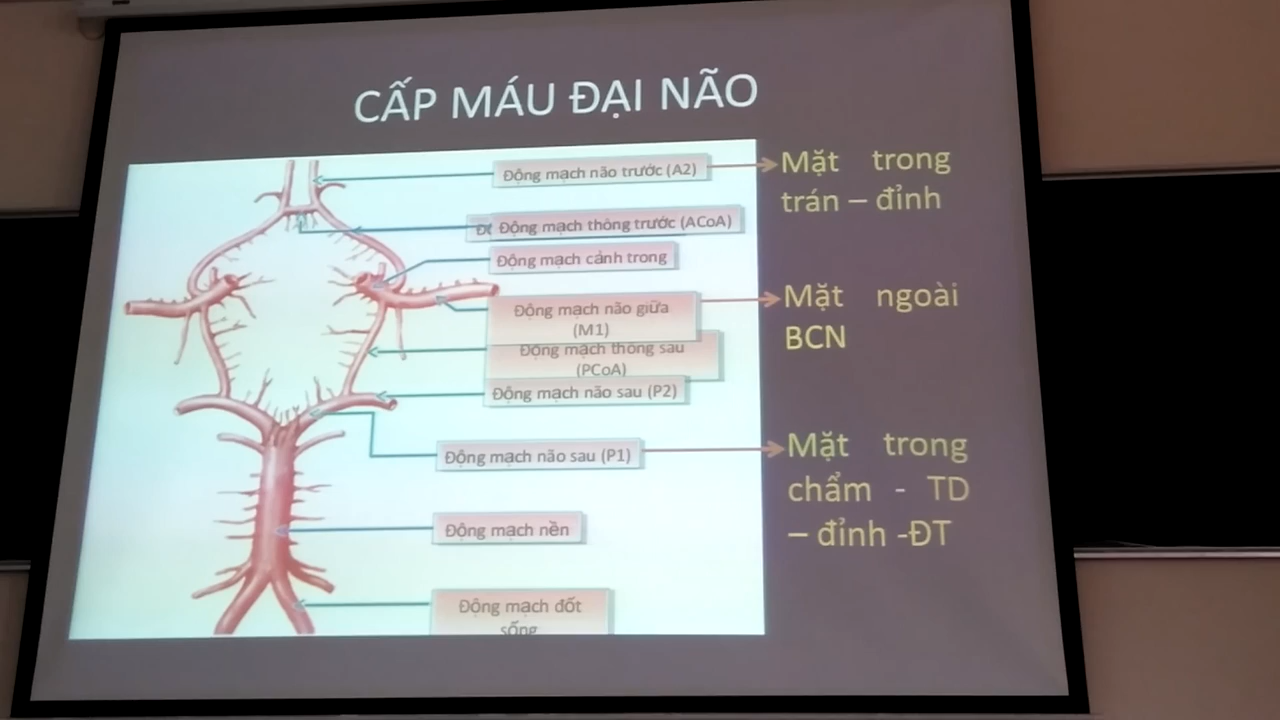 CẤP MÁU ĐẠI NÃO
Động mạch não trước (A2)
Mặt trong
trán – đỉnh
Động mạch thông trước (ACoA)
Động mạch cảnh trong
Động mạch não giữa
(M1)
Mặt ngoài
BCN
Động mạch thông sau
(PCoA)
Động mạch não sau (P2)
Động mạch não sau (P1)
Mặt trong
chẩm - TD
– đỉnh -ĐT
Động mạch nền
Động mạch đốt
sống